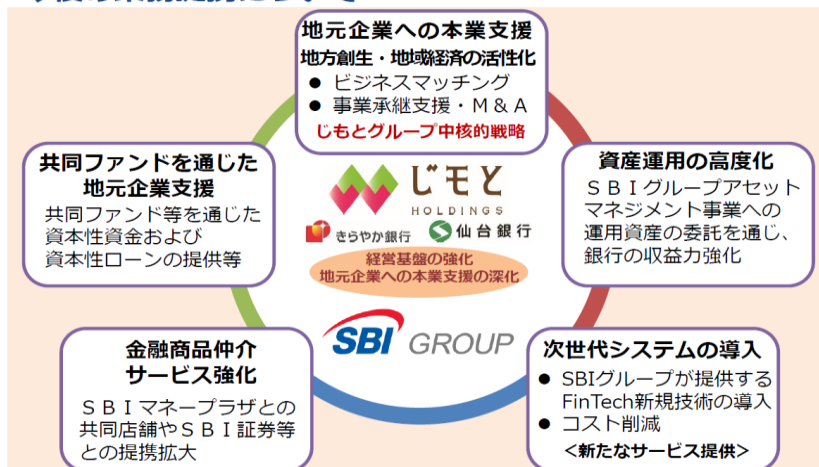 地元企業への本業支援
地方創生・地域経済の活性化
● ビジネスマッチング
● 事業承継支援・Ｍ＆Ａ
じもとグループ中核的戦略
共同ファンドを通じた
地元企業支援
共同ファンド等を通じた
資本性資金および
資本性ローンの提供等
じモと
HOLDINGS
きらやか銀行
仙台銀行
経営基盤の強化
地元企業への本業支援の深化
SBI GROUP
資産運用の高度化
ＳＢＩグループアセット
マネジメント事業への
運用資産の委託を通じ、
銀行の収益力強化
金融商品仲介
サービス強化
ＳＢＩマネープラザとの
共同店舗やＳＢＩ証券等
との提携拡大
次世代システムの導入
● SBIグループが提供する
FinTech新規技術の導入
● コスト削減
＜新たなサービス提供＞